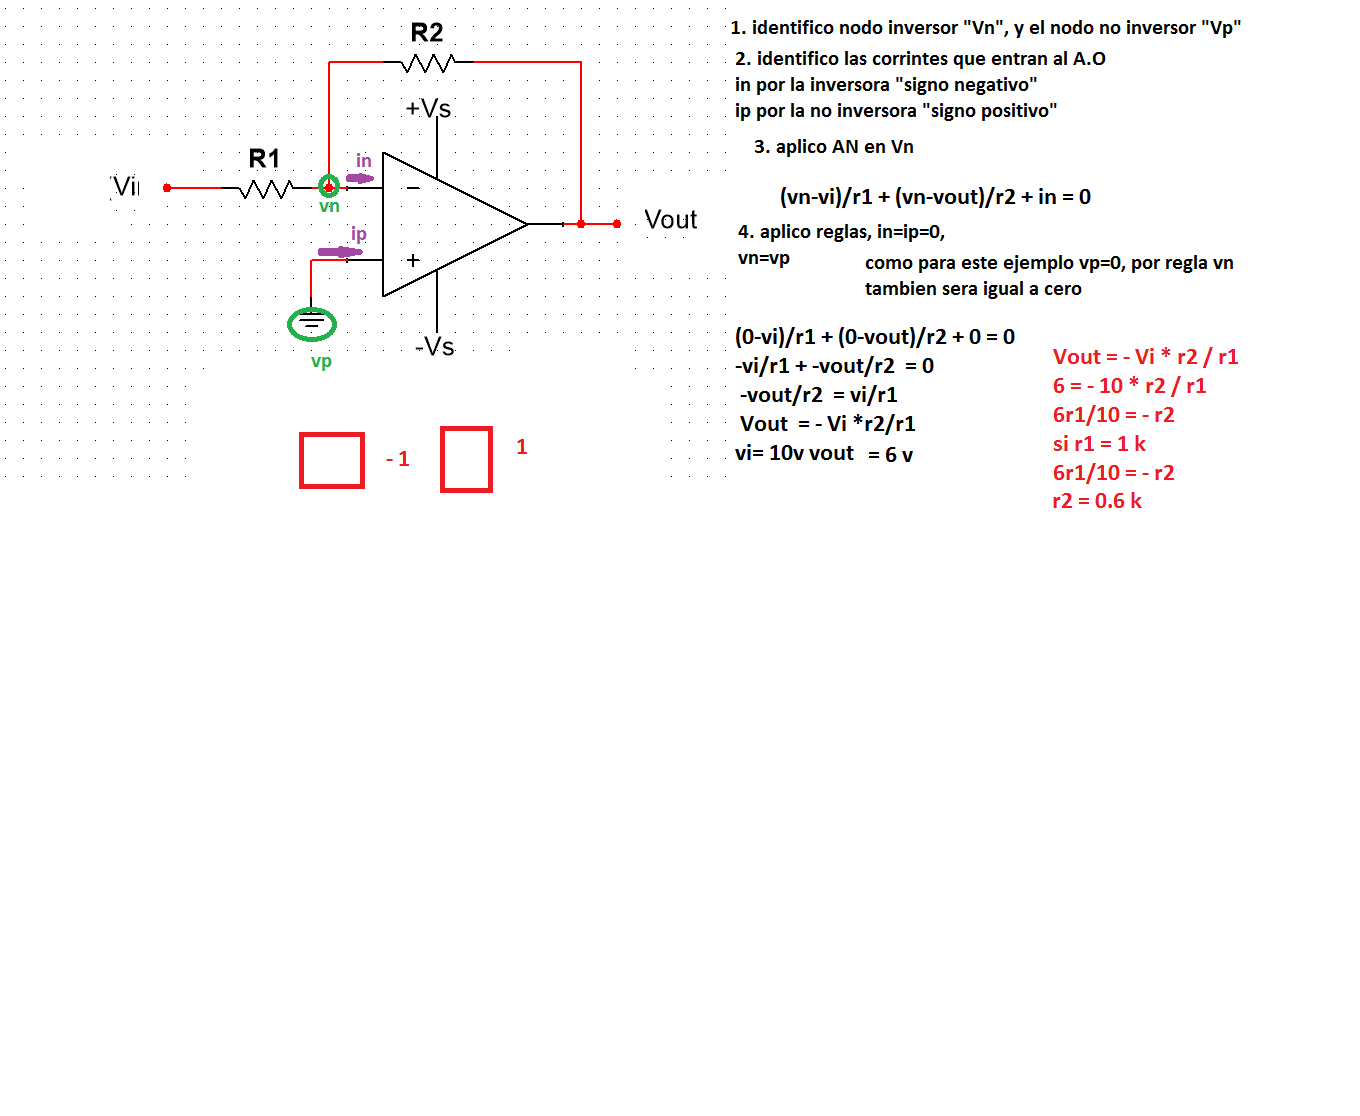 R2
+Vs
R1
in
Vi
vn
ip
Vout
-Vs
vp
- 1
1
1. identifico nodo inversor "Vn", y el nodo no inversor "Vp"
2. identifico las corrintes que entran al A.O
in por la inversora "signo negativo"
ip por la no inversora "signo positivo"
3. aplico AN en Vn
(vn-vi)/r1 + (vn-vout)/r2 + in = 0
4. aplico reglas, in=ip=0,
vn=vp
como para este ejemplo vp=0, por regla vn
tambien sera igual a cero
(0-vi)/r1 + (0-vout)/r2 + 0 = 0
-vi/r1 + -vout/r2 = 0
-vout/r2 = vi/r1
Vout = - Vi *r2/r1
vi= 10v vout = 6 v
Vout = - Vi * r2 / r1
6 = - 10 * r2 / r1
6r1/10 = - r2
si r1 = 1 k
6r1/10 = - r2
r2 = 0.6 k